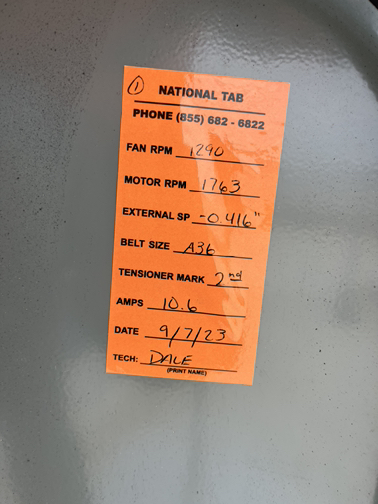 1 NATIONAL TAB
PHONE (855) 682 - 6822
FAN RPM 1290
MOTOR RPM 1763
EXTERNAL SP -0.416"
BELT SIZE A36
TENSIONER MARK 2nd
AMPS 10.6
DATE 9/7/23
TECH: DALE
(PRINT NAME)